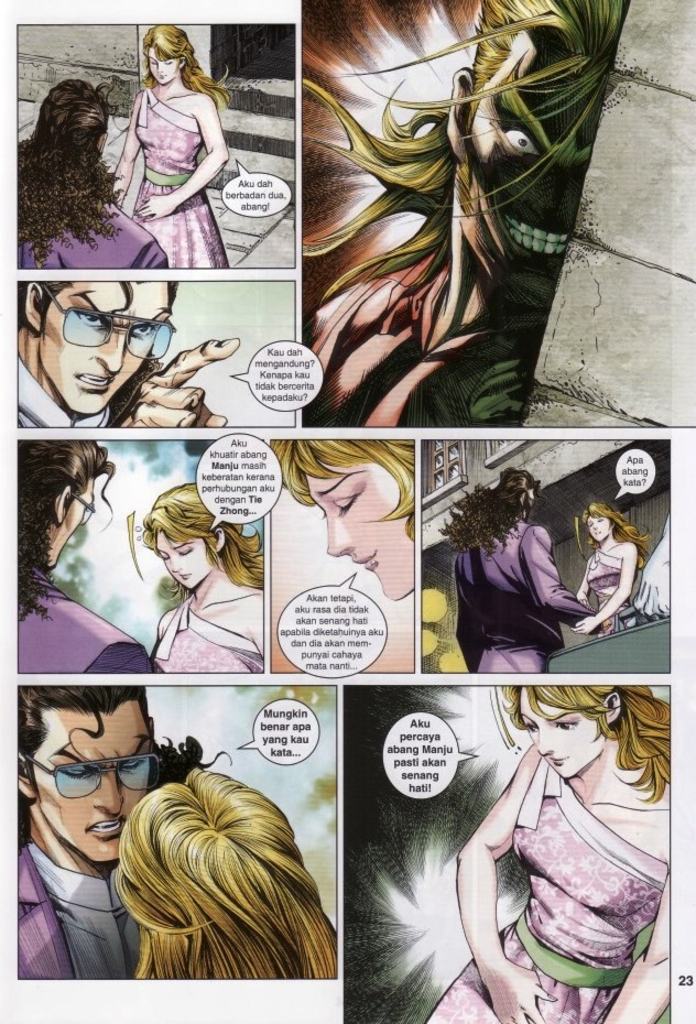 Aku dah
berbadan dua,
abang!
Kau dah
mengandung?
Kenapa kau
tidak bercerita
kepadaku?
Aku
khuatir abang
Manju masih
keberatan kerana
perhubungan aku
dengan Tie
Zhong...
Akan tetapi,
aku rasa dia tidak
akan senang hati
apabila diketahuinya aku
dan dia akan mem-
punyai cahaya
mata nanti...
Apa
abang
kata?
Mungkin
benar apa
yang kau
kata...
Aku
percaya
abang Manju
pasti akan
senang
hati!
23